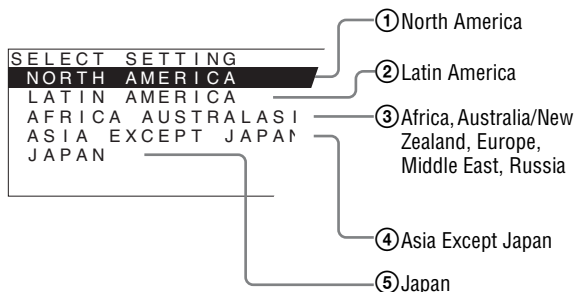 SELECT SETTING
NORTH AMERICA
LATIN AMERICA
AFRICA AUSTRALASI
ASIA EXCEPT JAPAN
JAPAN
①North America
②Latin America
③Africa, Australia/New
Zealand, Europe,
Middle East, Russia
④Asia Except Japan
⑤Japan